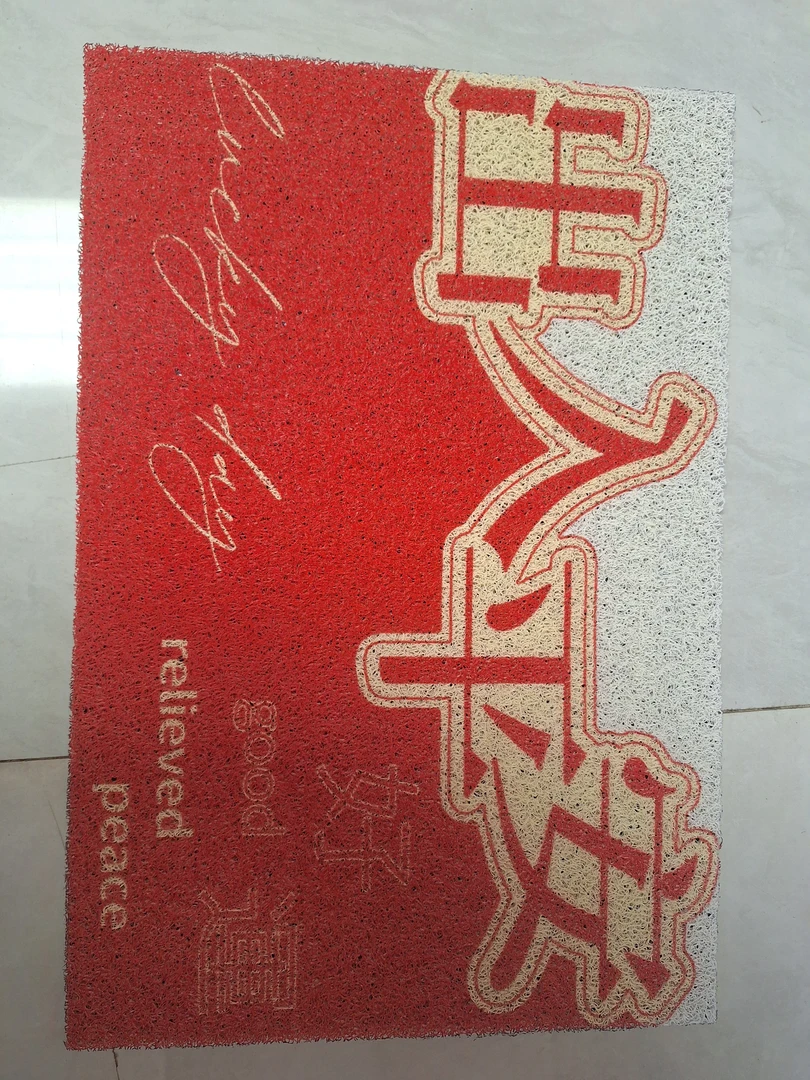 出入平安
好
lucky day
good
relieved
peace